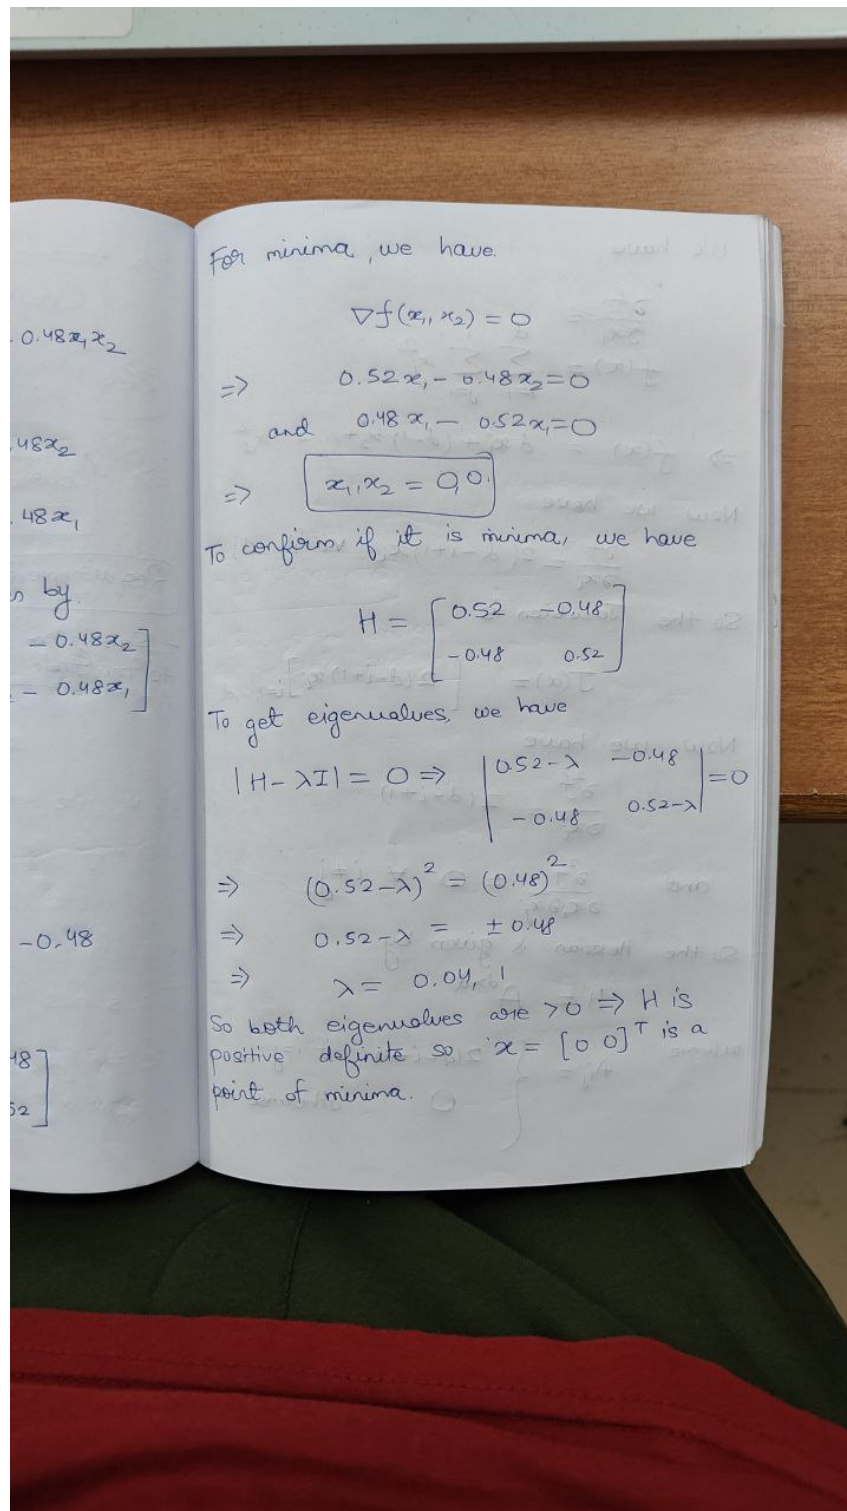 0.48x₁x₂
48x₂
48x₁
by
- 0.48x₂
- 0.48x₁
-0.48
48
52
For minima, we have.
∇f(x₁, x₂) = 0
=> 0.52x₁ - 0.48x₂ = 0
and 0.48x₁ - 0.52x₁ = 0
=> x₁, x₂ = 0,0.
To confirm if it is minima, we have
H = [0.52 -0.48
-0.48 0.52]
To get eigenvalues, we have
|H - λI| = 0 => |0.52-λ -0.48
-0.48 0.52-λ| = 0
=> (0.52-λ)² = (0.48)²
=> 0.52-λ = ± 0.48
=> λ = 0.04, 1
So both eigenvalves are >0 => H is
positive definite so x = [0 0]ᵀ is a
point of minima.